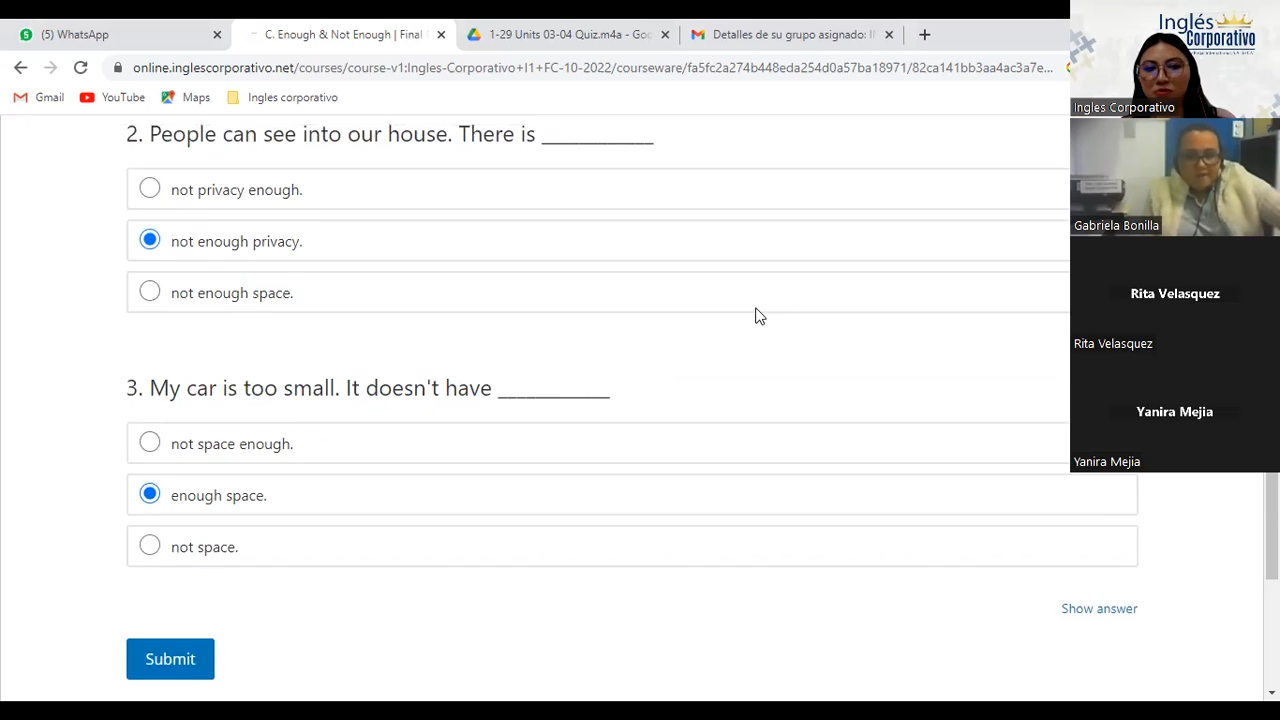 (5) WhatsApp
C. Enough & Not Enough | Final
1-29 Unit 03-04 Quiz.m4a - Goo
Detalles de su grupo asignado: I
online.inglescorporativo.net/courses/course-v1:Ingles-Corporativo+I1-FC-10-2022/courseware/fa5fc2a274b448eda254d0a57ba18971/82ca141bb3aa4ac3a7e...
Gmail
YouTube
Maps
Ingles corporativo
2. People can see into our house. There is ____________
not privacy enough.
not enough privacy.
not enough space.
3. My car is too small. It doesn't have ____________
not space enough.
enough space.
not space.
Show answer
Submit
Inglés
Corporativo
Ingles Corporativo
Gabriela Bonilla
Rita Velasquez
Rita Velasquez
Yanira Mejia
Yanira Mejia